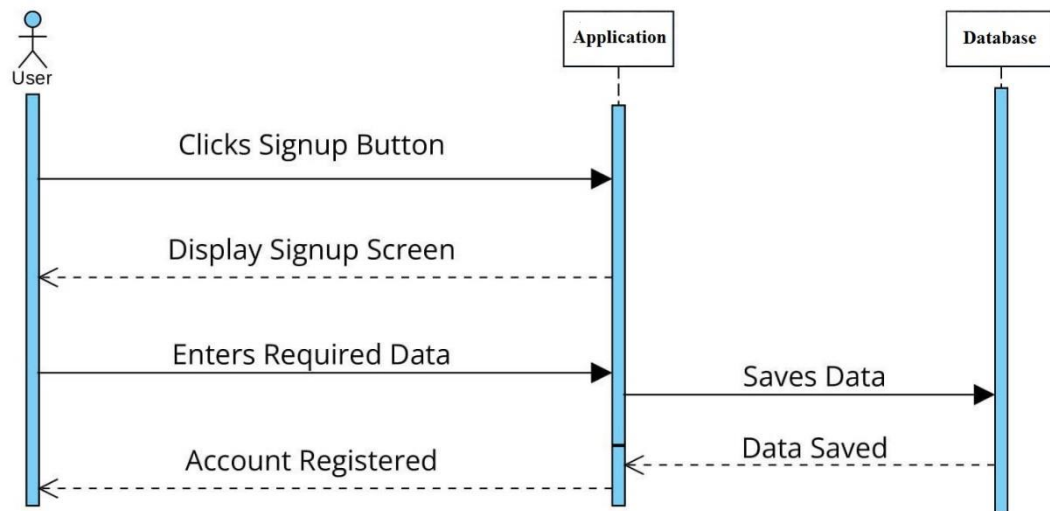 Application
Database
User
Clicks Signup Button
Display Signup Screen
Enters Required Data
Saves Data
Data Saved
Account Registered